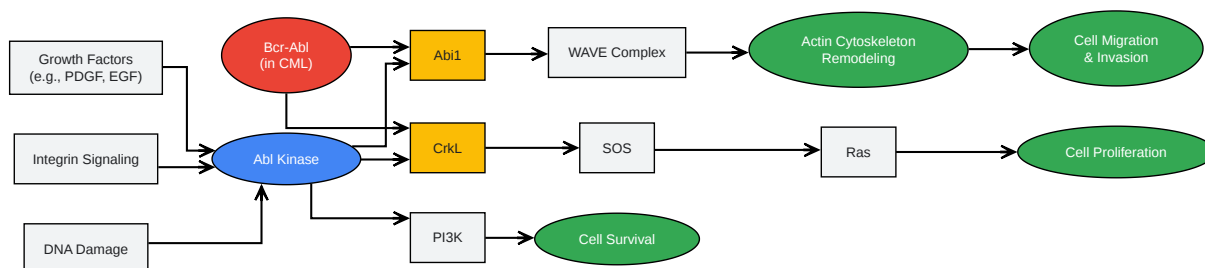 Growth Factors
(e.g., PDGF, EGF)
Integrin Signaling
DNA Damage
Bcr-Abl
(in CML)
Abl Kinase
Abi1
CrkL
PI3K
WAVE Complex
SOS
Cell Survival
Actin Cytoskeleton
Remodeling
Ras
Cell Migration
& Invasion
Cell Proliferation